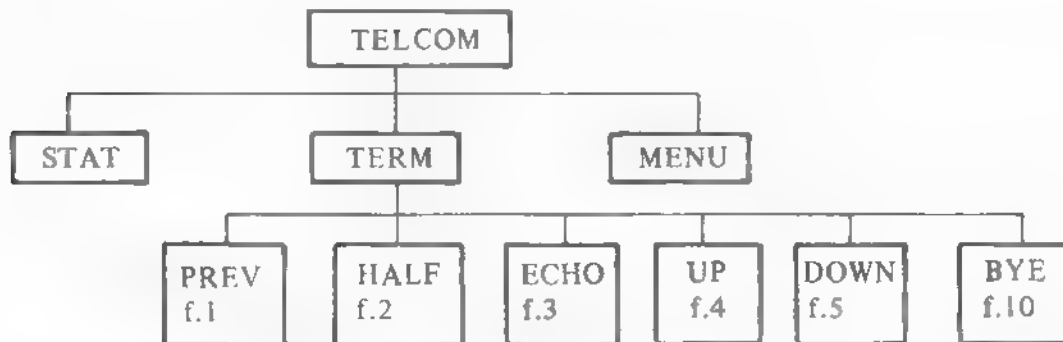 TELCOM
STAT TERM MENU
PREV HALF ECHO UP DOWN BYE
f.1 f.2 f.3 f.4 f.5 f.10